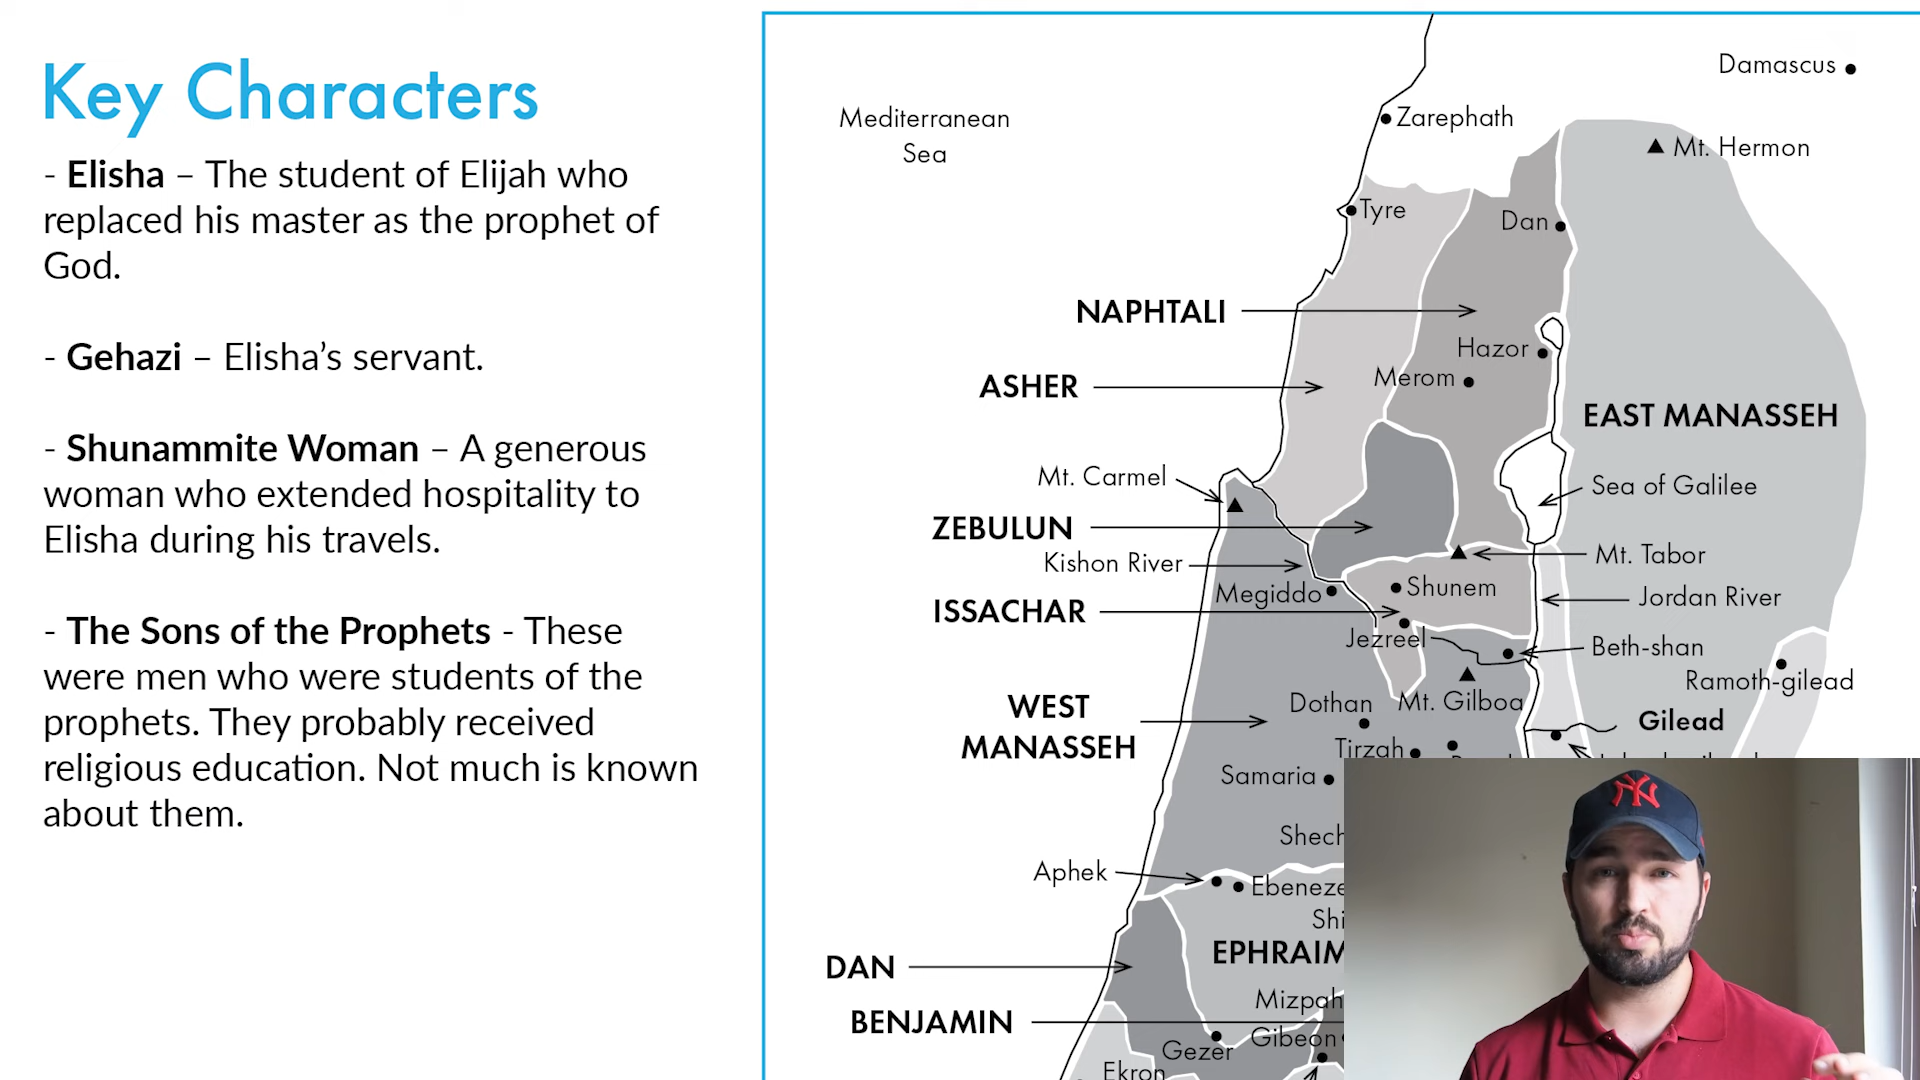 Key Characters
- Elisha – The student of Elijah who
replaced his master as the prophet of
God.
- Gehazi – Elisha’s servant.
- Shunammite Woman – A generous
woman who extended hospitality to
Elisha during his travels.
- The Sons of the Prophets - These
were men who were students of the
prophets. They probably received
religious education. Not much is known
about them.
Damascus
Mediterranean
Sea
Zarephath
Mt. Hermon
Tyre
Dan
NAPHTALI
Hazor
Merom
ASHER
EAST MANASSEH
Mt. Carmel
Sea of Galilee
ZEBULUN
Mt. Tabor
Kishon River
Megiddo
Shunem
Jordan River
ISSACHAR
Jezreel
Beth-shan
Ramoth-gilead
WEST
MANASSEH
Dothan
Mt. Gilboa
Gilead
Tirzah
Samaria
Shech
Aphek
Ebeneze
Shi
EPHRAIM
DAN
Mizpah
BENJAMIN
Gibeon
Gezer
Ekron
NY